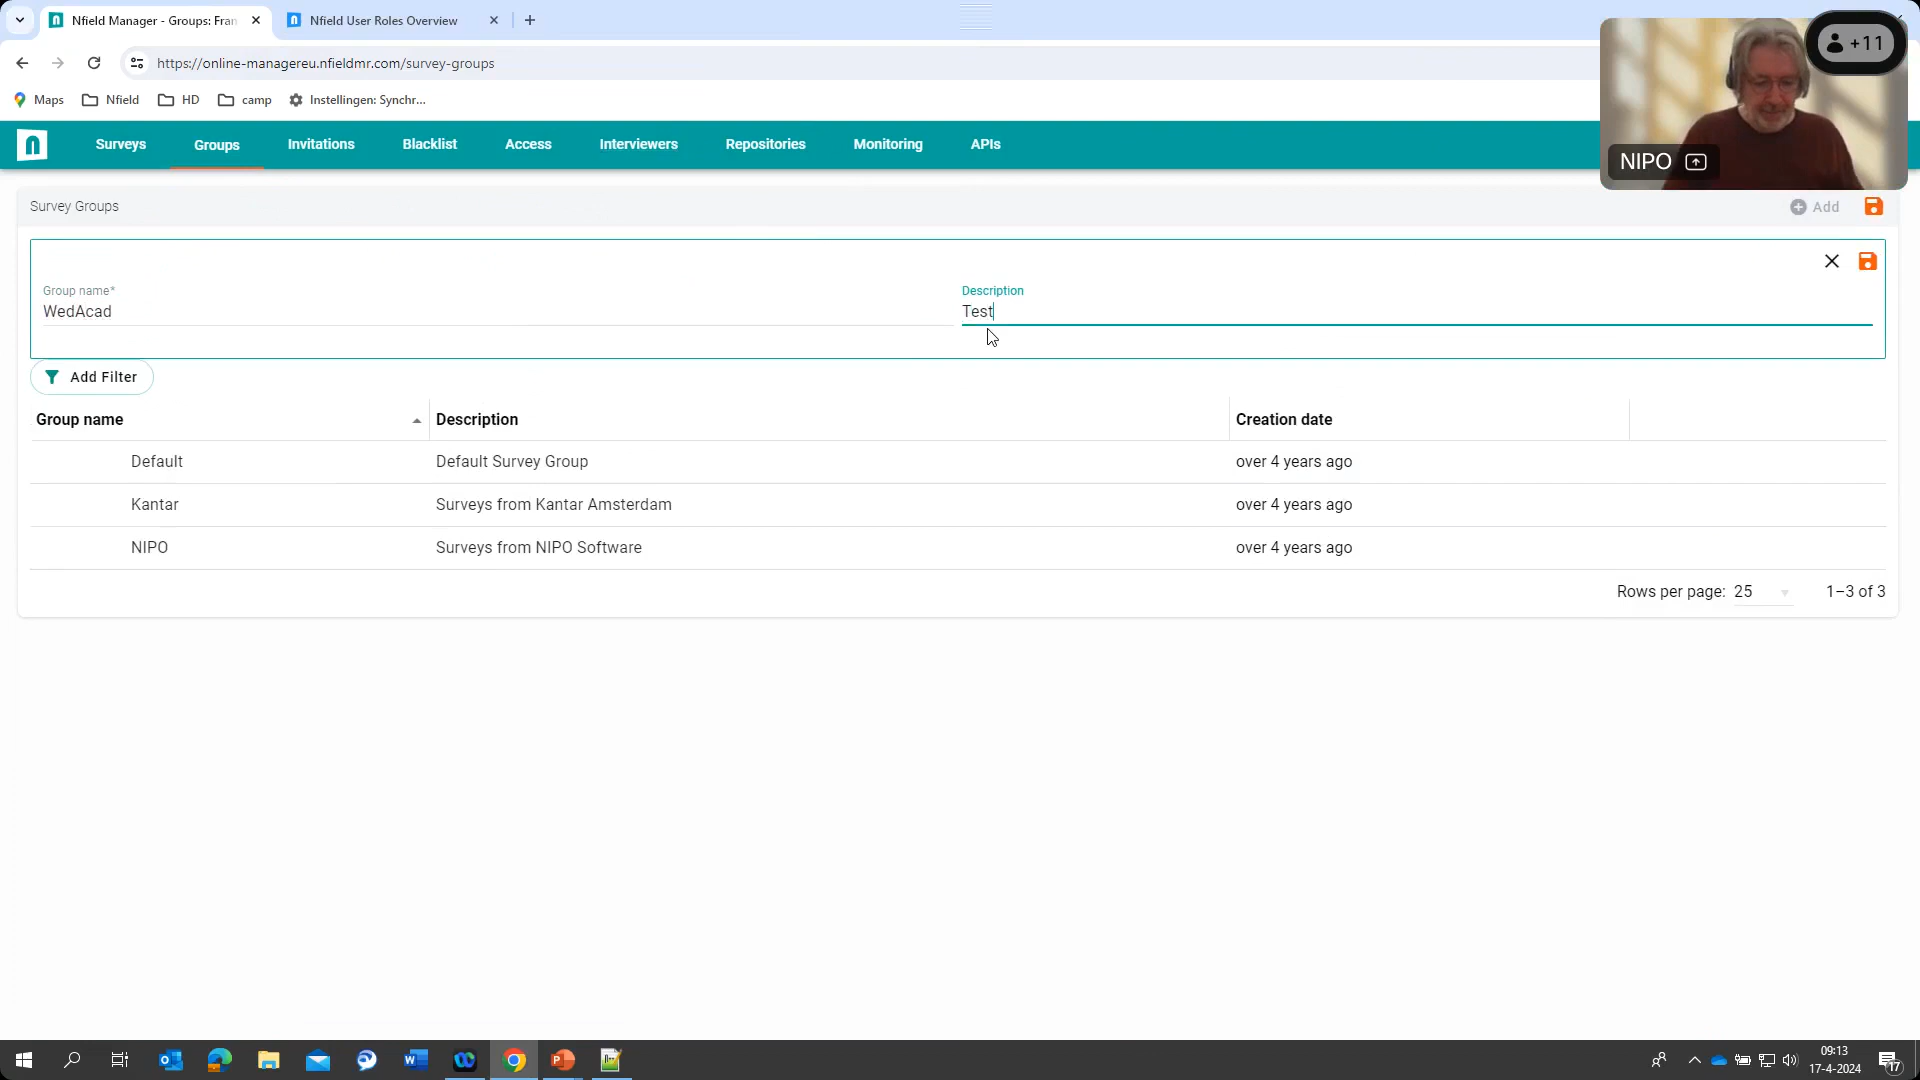 Nfield Manager - Groups: Fran
Nfield User Roles Overview
+11
https://online-managereu.nfieldmr.com/survey-groups
Maps
Nfield
HD
camp
Instellingen: Synchr...
Surveys
Groups
Invitations
Blacklist
Access
Interviewers
Repositories
Monitoring
APIs
NIPO
Survey Groups
Add
Group name*
Description
WedAcad
Test
Add Filter
Group name
Description
Creation date
Default
Default Survey Group
over 4 years ago
Kantar
Surveys from Kantar Amsterdam
over 4 years ago
NIPO
Surveys from NIPO Software
over 4 years ago
Rows per page: 25
1–3 of 3
09:13
17-4-2024
17